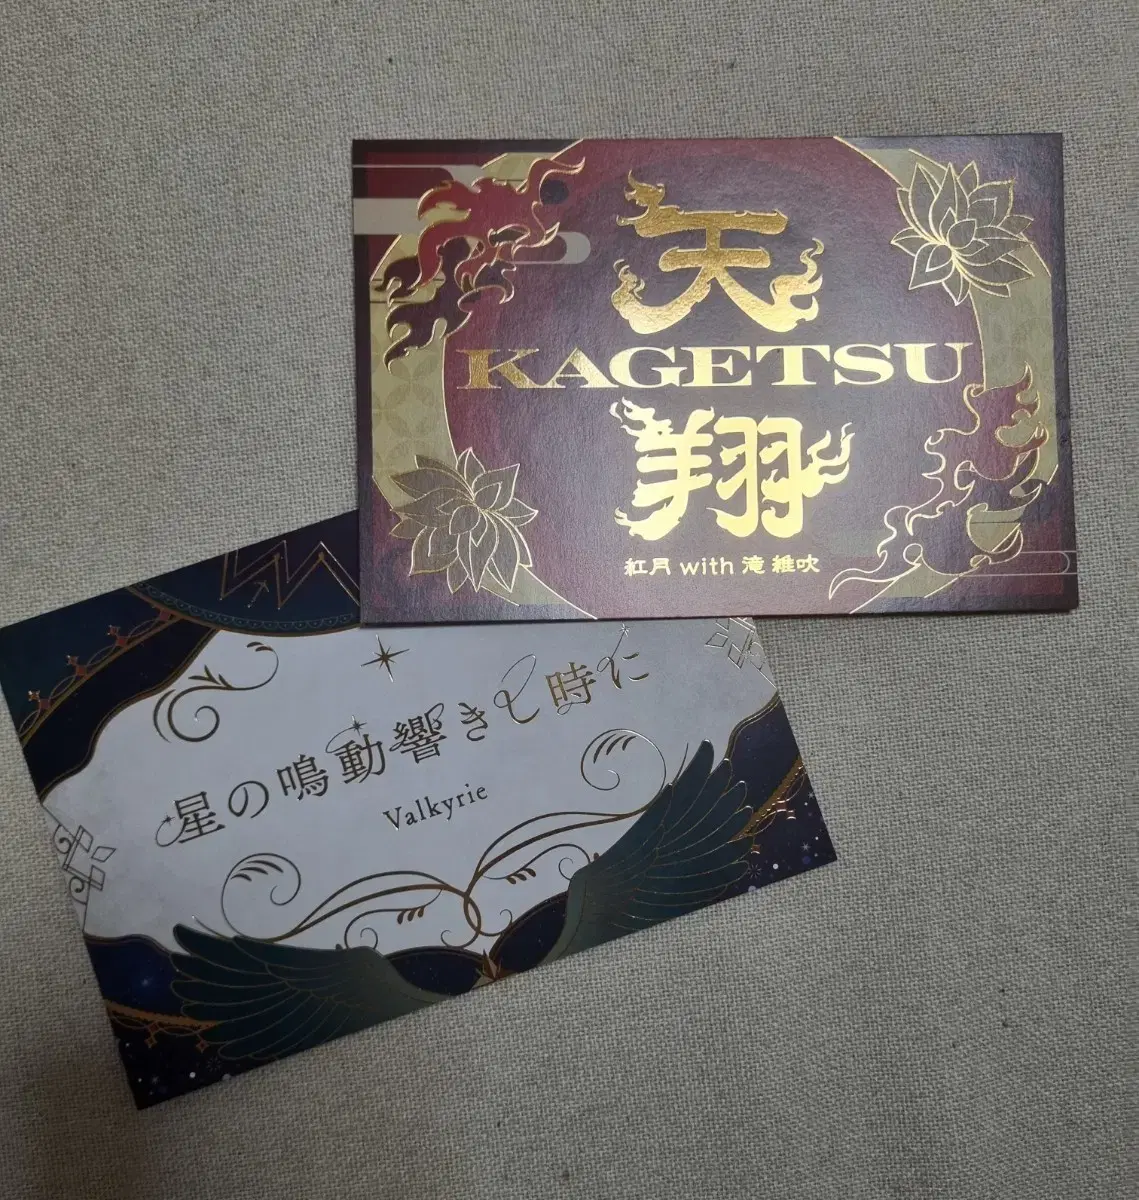 天
KAGETSU
翔
紅月 with 滝 維吹
星の鳴動響きし時に
Valkyrie